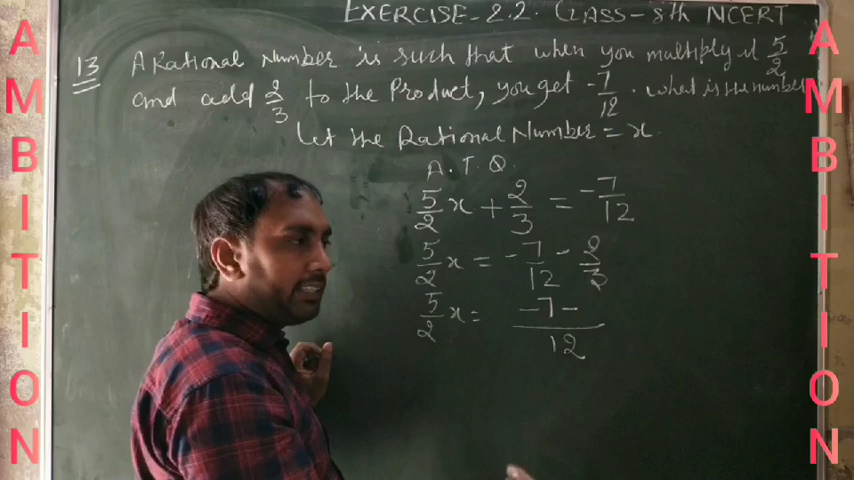 EXERCISE-2.2. CLASS-8th NCERT
13 A Rational Number is such that when you multiply it 5/2
and add 2/3 to the Product, you get -7/12. what is the number
Let the Rational Number = x.
A.T.Q.
5/2 x + 2/3 = -7/12
5/2 x = -7/12 - 2/3
5/2 x = -7-/12
AMBITION
AMBITION